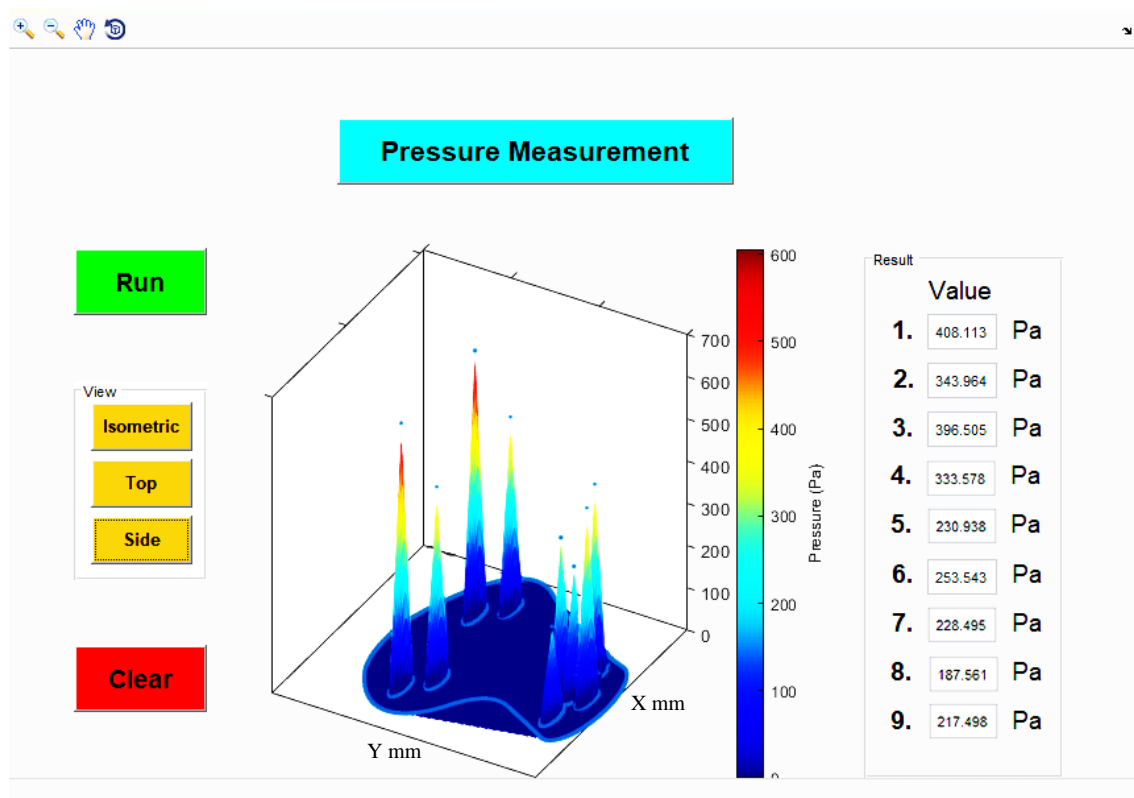 Pressure Measurement
Run
View
Isometric
Top
Side
Clear
700
600
500
400
300
200
100
0
X mm
Y mm
600
500
400
300
200
100
0
Pressure (Pa)
Result
Value
1. 408.113 Pa
2. 343.964 Pa
3. 396.505 Pa
4. 333.578 Pa
5. 230.938 Pa
6. 253.543 Pa
7. 228.495 Pa
8. 187.561 Pa
9. 217.498 Pa